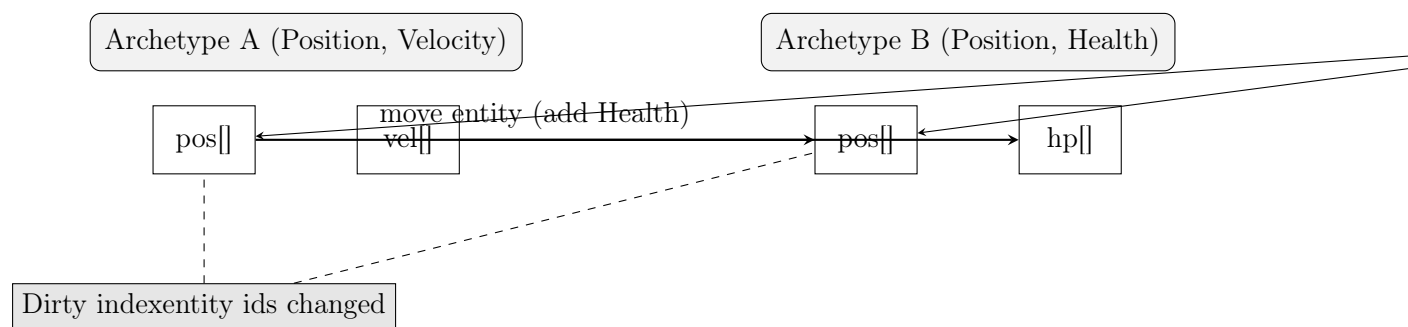 Archetype A (Position, Velocity)
Archetype B (Position, Health)
move entity (add Health)
pos[]
vel[]
pos[]
hp[]
Dirty indexentity ids changed